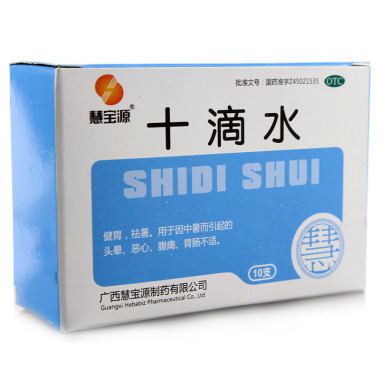 批准文号：国药准字Z45021535
OTC
慧宝源®
十滴水
SHIDI SHUI
健胃，祛暑。用于因中暑而引起的
头晕、恶心、腹痛、胃肠不适。
慧
10支
广西慧宝源制药有限公司
Guangxi Hebabiz Pharmaceutical Co., Ltd.